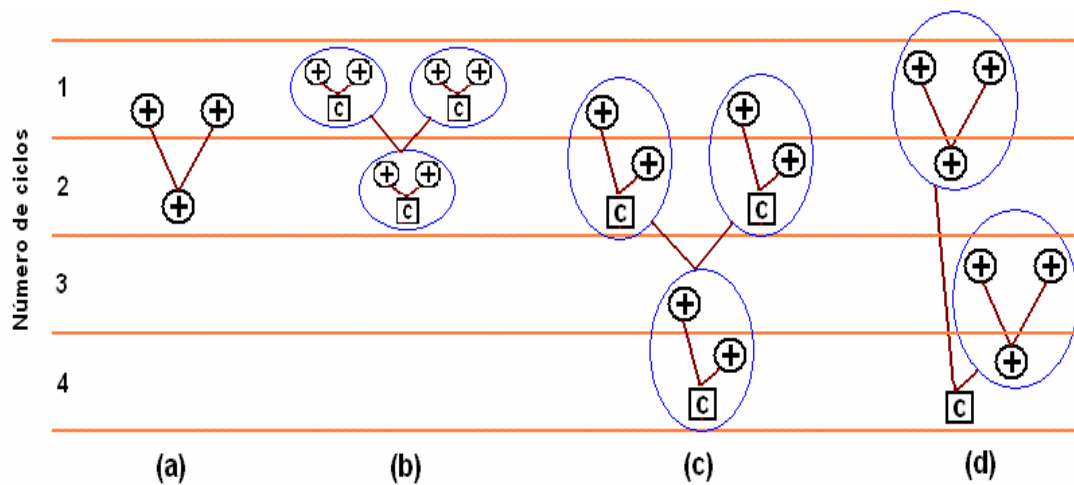 Número de ciclos
1
+ + + + + + + + + +
2
C C
+ + + + +
C C C
3
+ + +
4
+ +
C C
(a) (b) (c) (d)